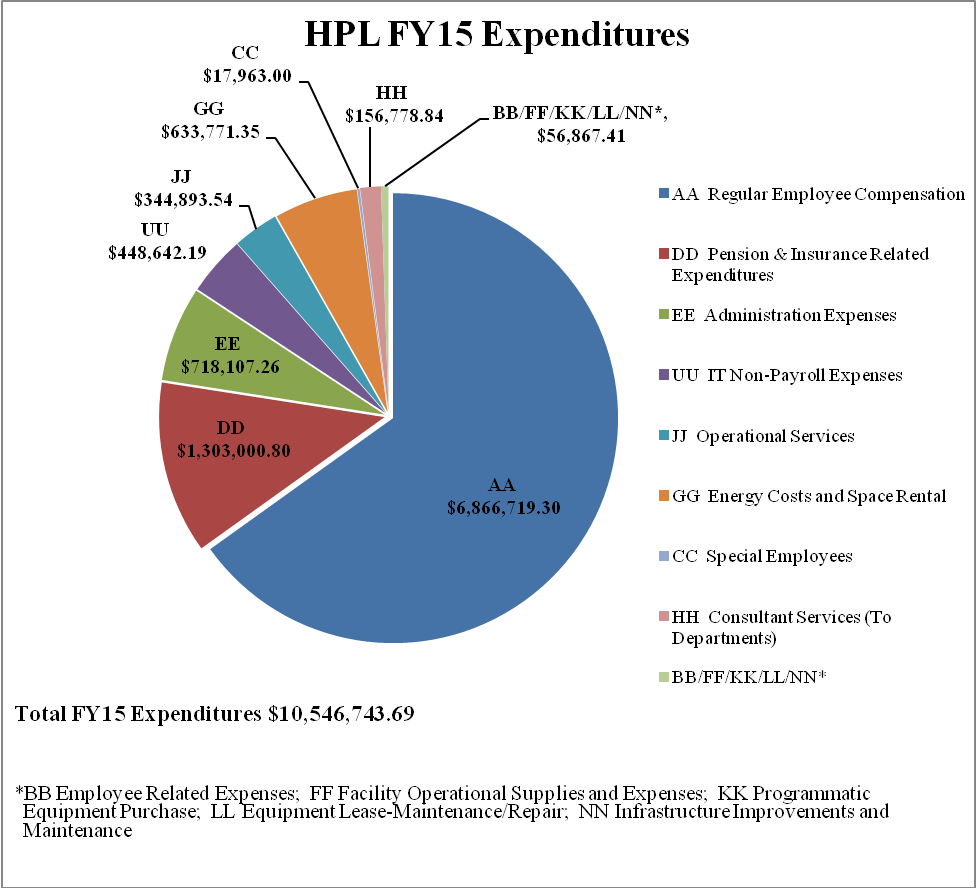 HPL FY15 Expenditures
CC
$17,963.00
HH
$156,778.84
BB/FF/KK/LL/NN*,
$56,867.41
GG
$633,771.35
JJ
$344,893.54
UU
$448,642.19
EE
$718,107.26
DD
$1,303,000.80
AA
$6,866,719.30
AA Regular Employee Compensation
DD Pension & Insurance Related
Expenditures
EE Administration Expenses
UU IT Non-Payroll Expenses
JJ Operational Services
GG Energy Costs and Space Rental
CC Special Employees
HH Consultant Services (To
Departments)
BB/FF/KK/LL/NN*
Total FY15 Expenditures $10,546,743.69
*BB Employee Related Expenses; FF Facility Operational Supplies and Expenses; KK Programmatic
Equipment Purchase; LL Equipment Lease-Maintenance/Repair; NN Infrastructure Improvements and
Maintenance